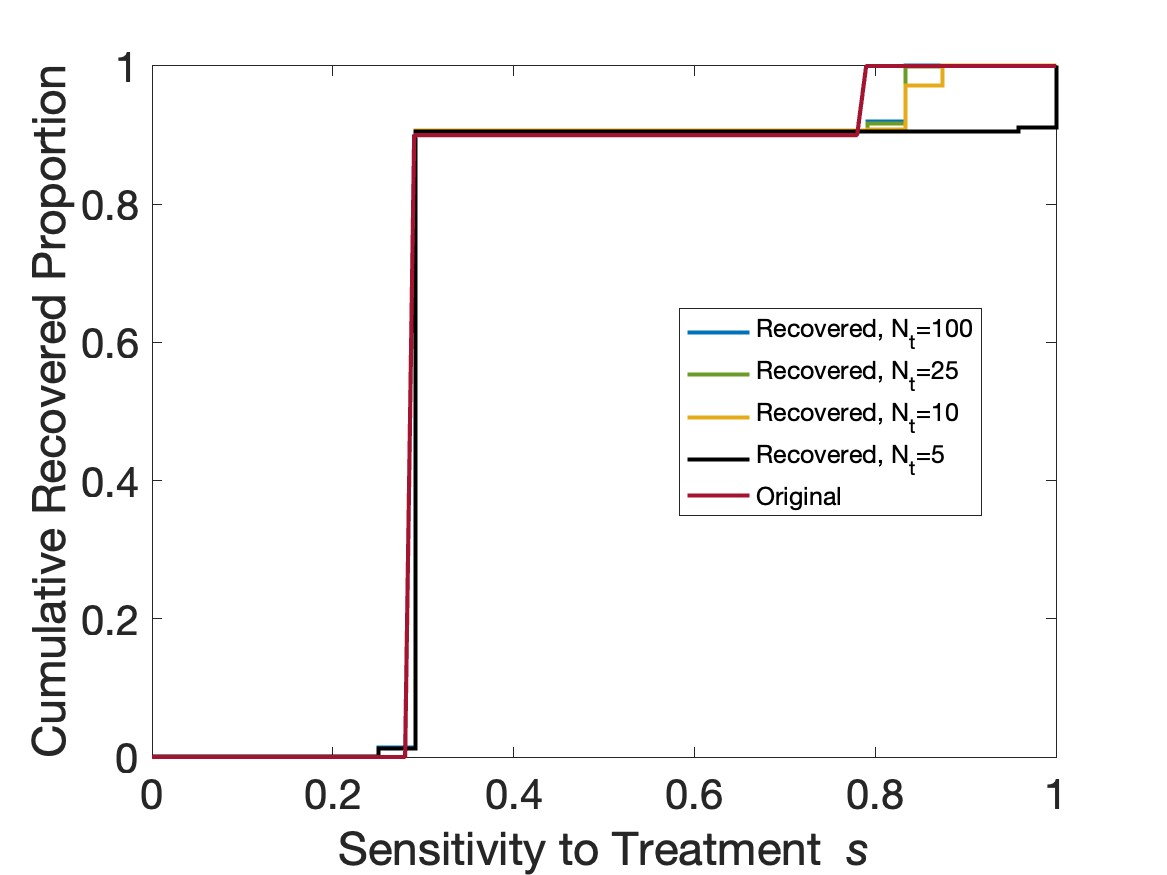 Cumulative Recovered Proportion
1
0.8
0.6
0.4
0.2
0
0 0.2 0.4 0.6 0.8 1
Sensitivity to Treatment s
Recovered, Nt=100
Recovered, Nt=25
Recovered, Nt=10
Recovered, Nt=5
Original